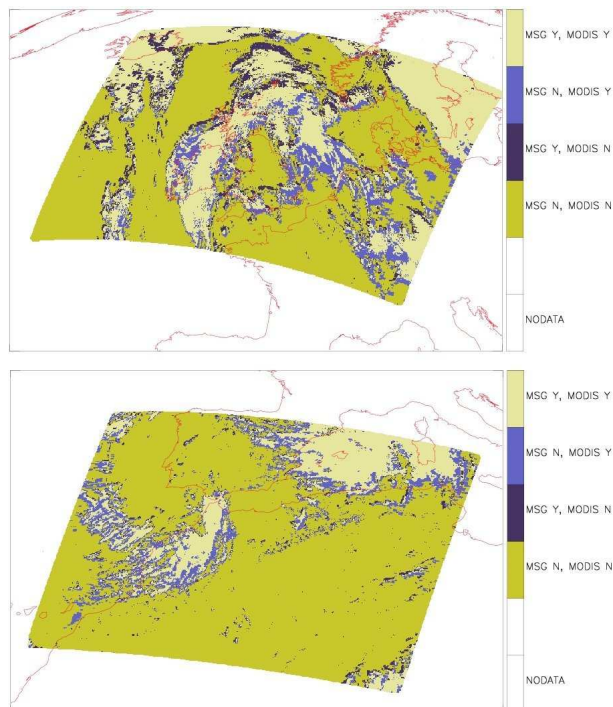 MSG Y, MODIS Y
MSG N, MODIS Y
MSG Y, MODIS N
MSG N, MODIS N
NODATA
MSG Y, MODIS Y
MSG N, MODIS Y
MSG Y, MODIS N
MSG N, MODIS N
NODATA